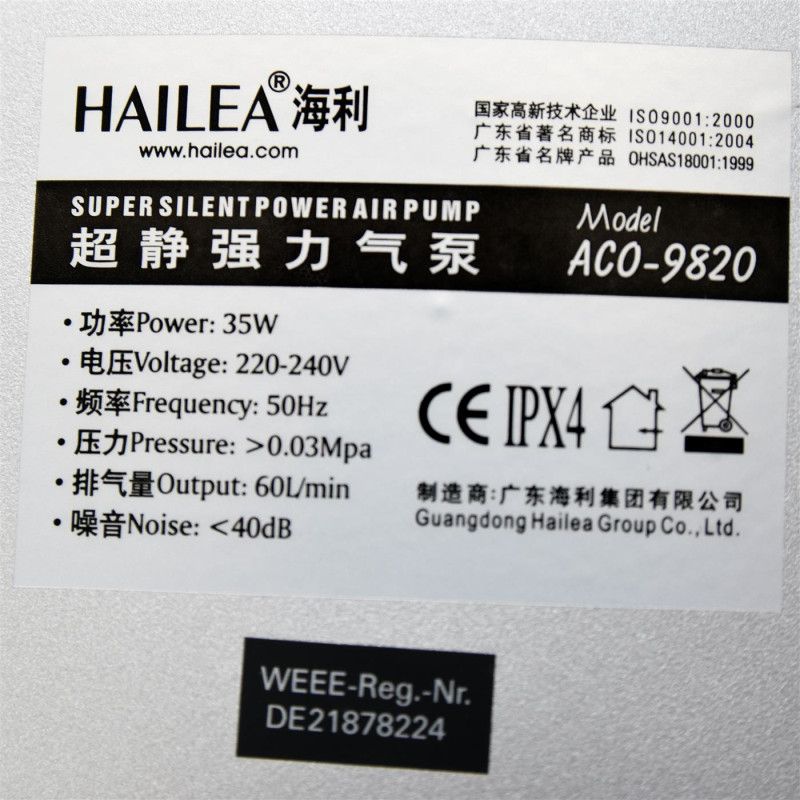 HAILEA®海利
www.hailea.com
国家高新技术企业 ISO9001:2000
广东省著名商标 ISO14001:2004
广东省名牌产品 OHSAS18001:1999
SUPER SILENT POWER AIR PUMP
超静强力气泵
Model
ACO-9820
·功率Power: 35W
·电压Voltage: 220-240V
·频率Frequency: 50Hz
·压力Pressure: >0.03Mpa
·排气量Output: 60L/min
·噪音Noise: <40dB
CE IPX4
制造商:广东海利集团有限公司
Guangdong Hailea Group Co., Ltd.
WEEE-Reg.-Nr.
DE21878224